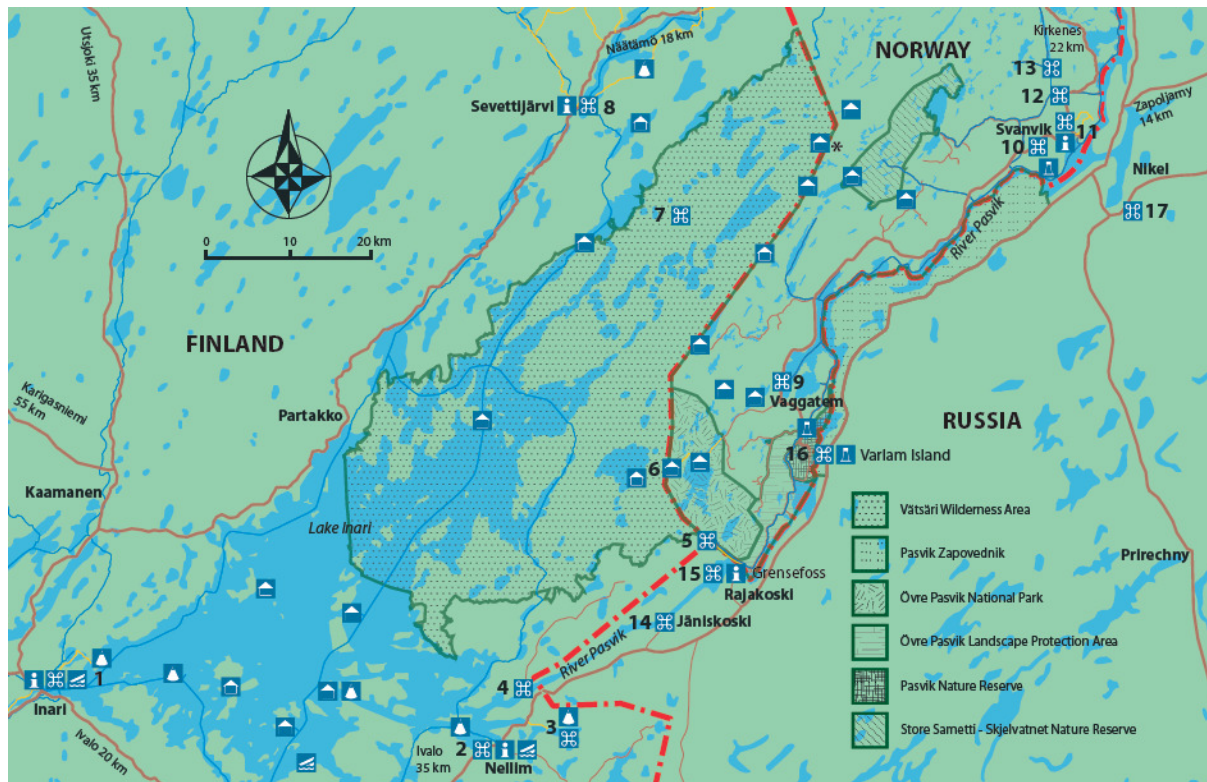 Utsjoki 35 km
Näätämö 18 km
NORWAY
Kirkenes
22 km
13
12
Zapoljarny
14 km
Sevettijärvi
8
Svanvik
11
10
Nikel
17
7
0
10
20 km
River Pasvik
FINLAND
Karigasniemi
55 km
Partakko
9
Vaggatem
RUSSIA
16
Varlam Island
6
Kaamanen
Lake Inari
Vätsäri Wilderness Area
5
Pasvik Zapovednik
Prirechny
15
Grensefoss
Rajakoski
Övre Pasvik National Park
14
Jäniskoski
River Pasvik
Övre Pasvik Landscape Protection Area
1
Inari
4
Pasvik Nature Reserve
3
Store Sametti - Skjelvatnet Nature Reserve
Ivalo 20 km
Ivalo
35 km
2
Nellim
*